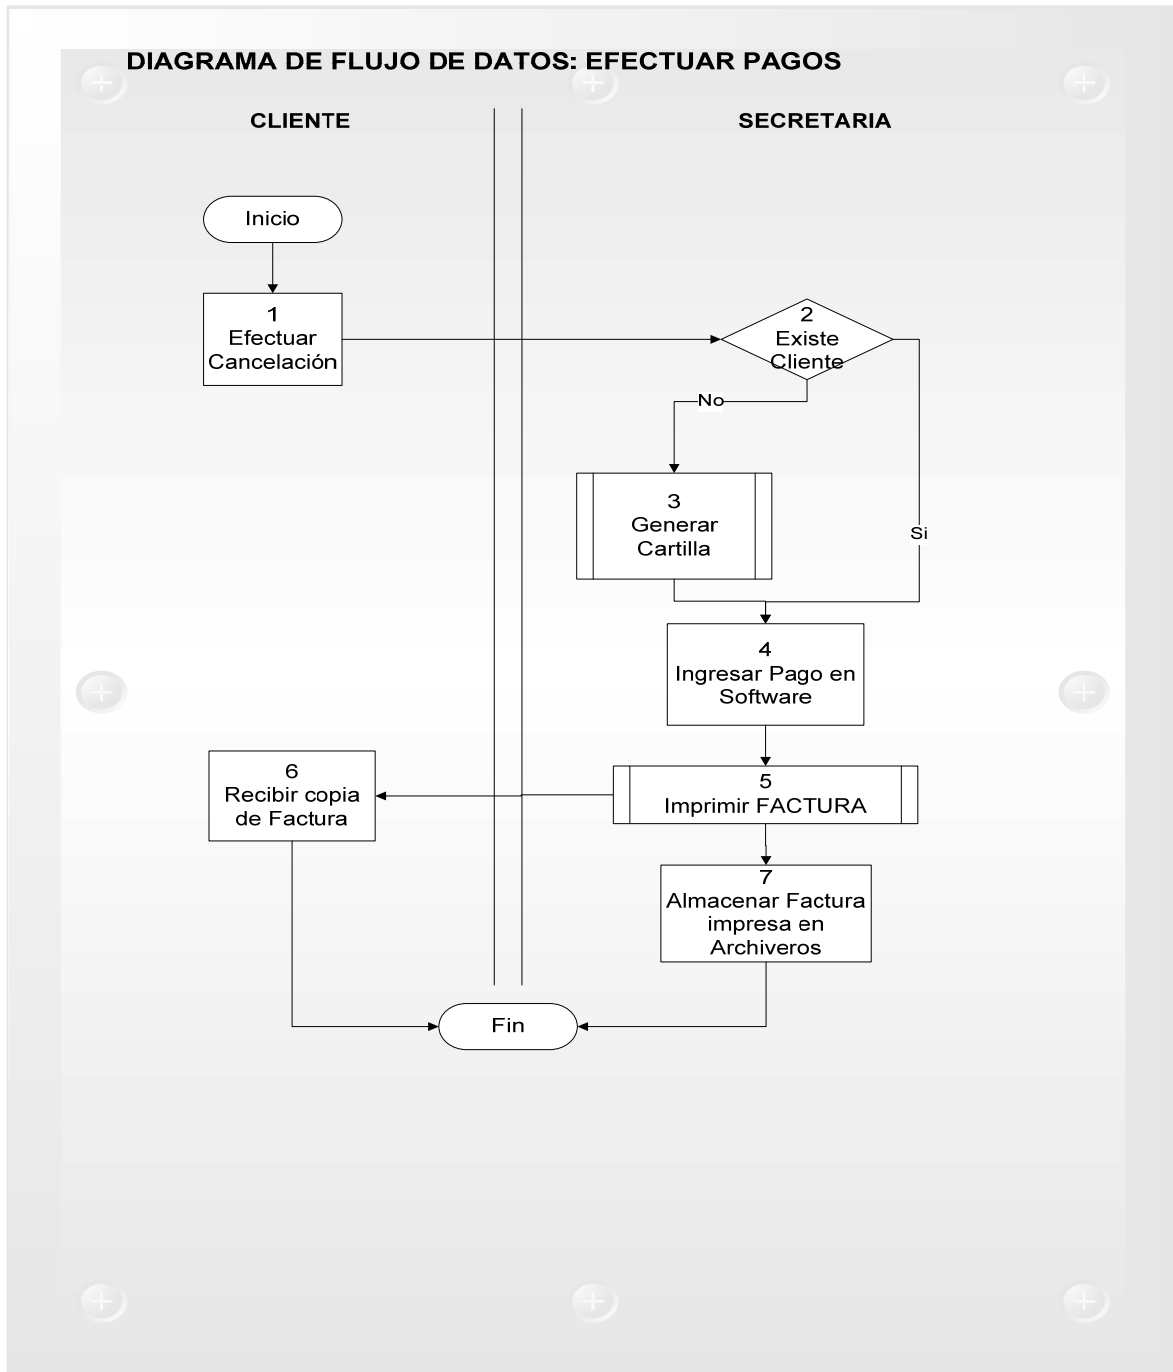 DIAGRAMA DE FLUJO DE DATOS: EFECTUAR PAGOS
CLIENTE
SECRETARIA
Inicio
1
Efectuar
Cancelación
2
Existe
Cliente
No
3
Generar
Cartilla
Si
4
Ingresar Pago en
Software
5
Imprimir FACTURA
6
Recibir copia
de Factura
7
Almacenar Factura
impresa en
Archiveros
Fin